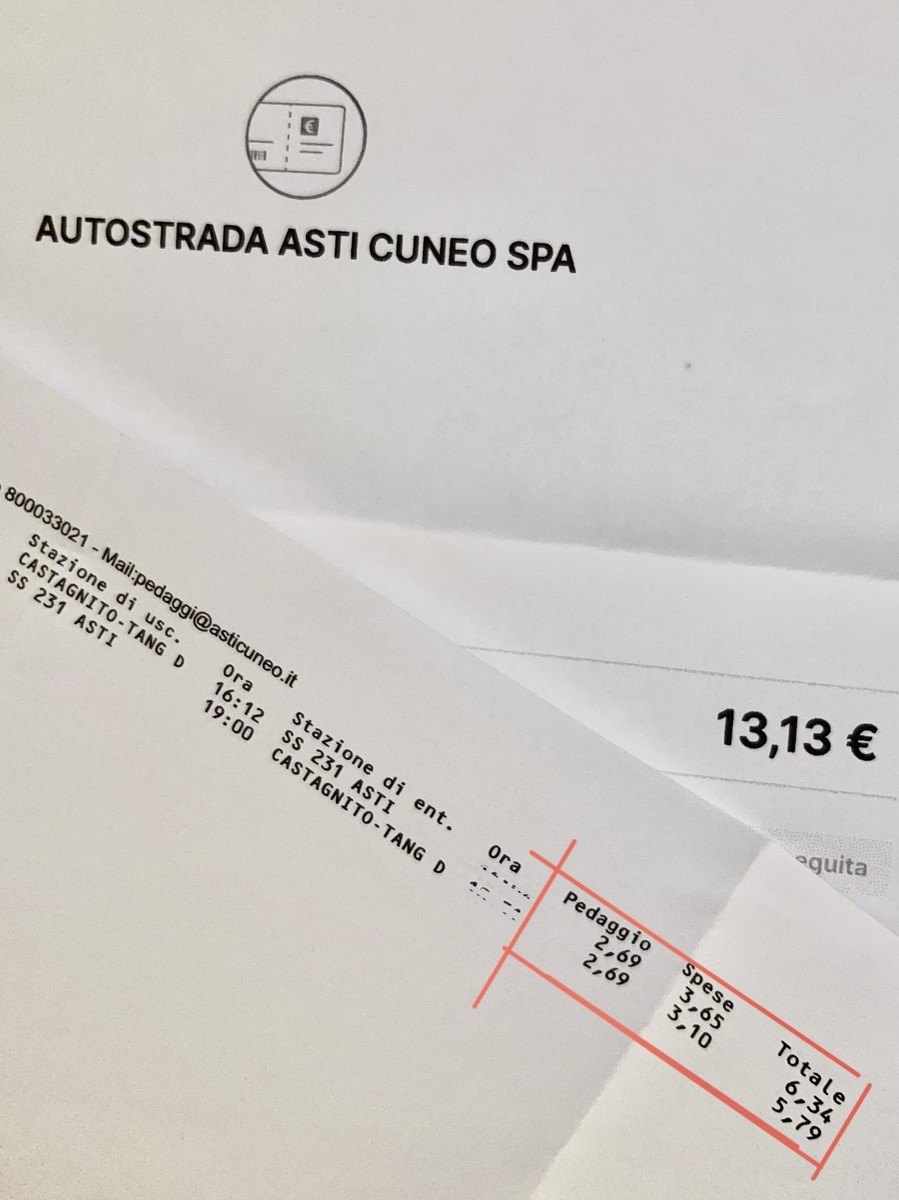 €
AUTOSTRADA ASTI CUNEO SPA
13,13 €
eguita
800033021 - Mail:pedaggi@asticuneo.it
Stazione di usc. Ora Stazione di ent. Ora Pedaggio Spese Totale
CASTAGNITO-TANG D 16:12 SS 231 ASTI 2,69 3,65 6,34
SS 231 ASTI 19:00 CASTAGNITO-TANG D 2,69 3,10 5,79